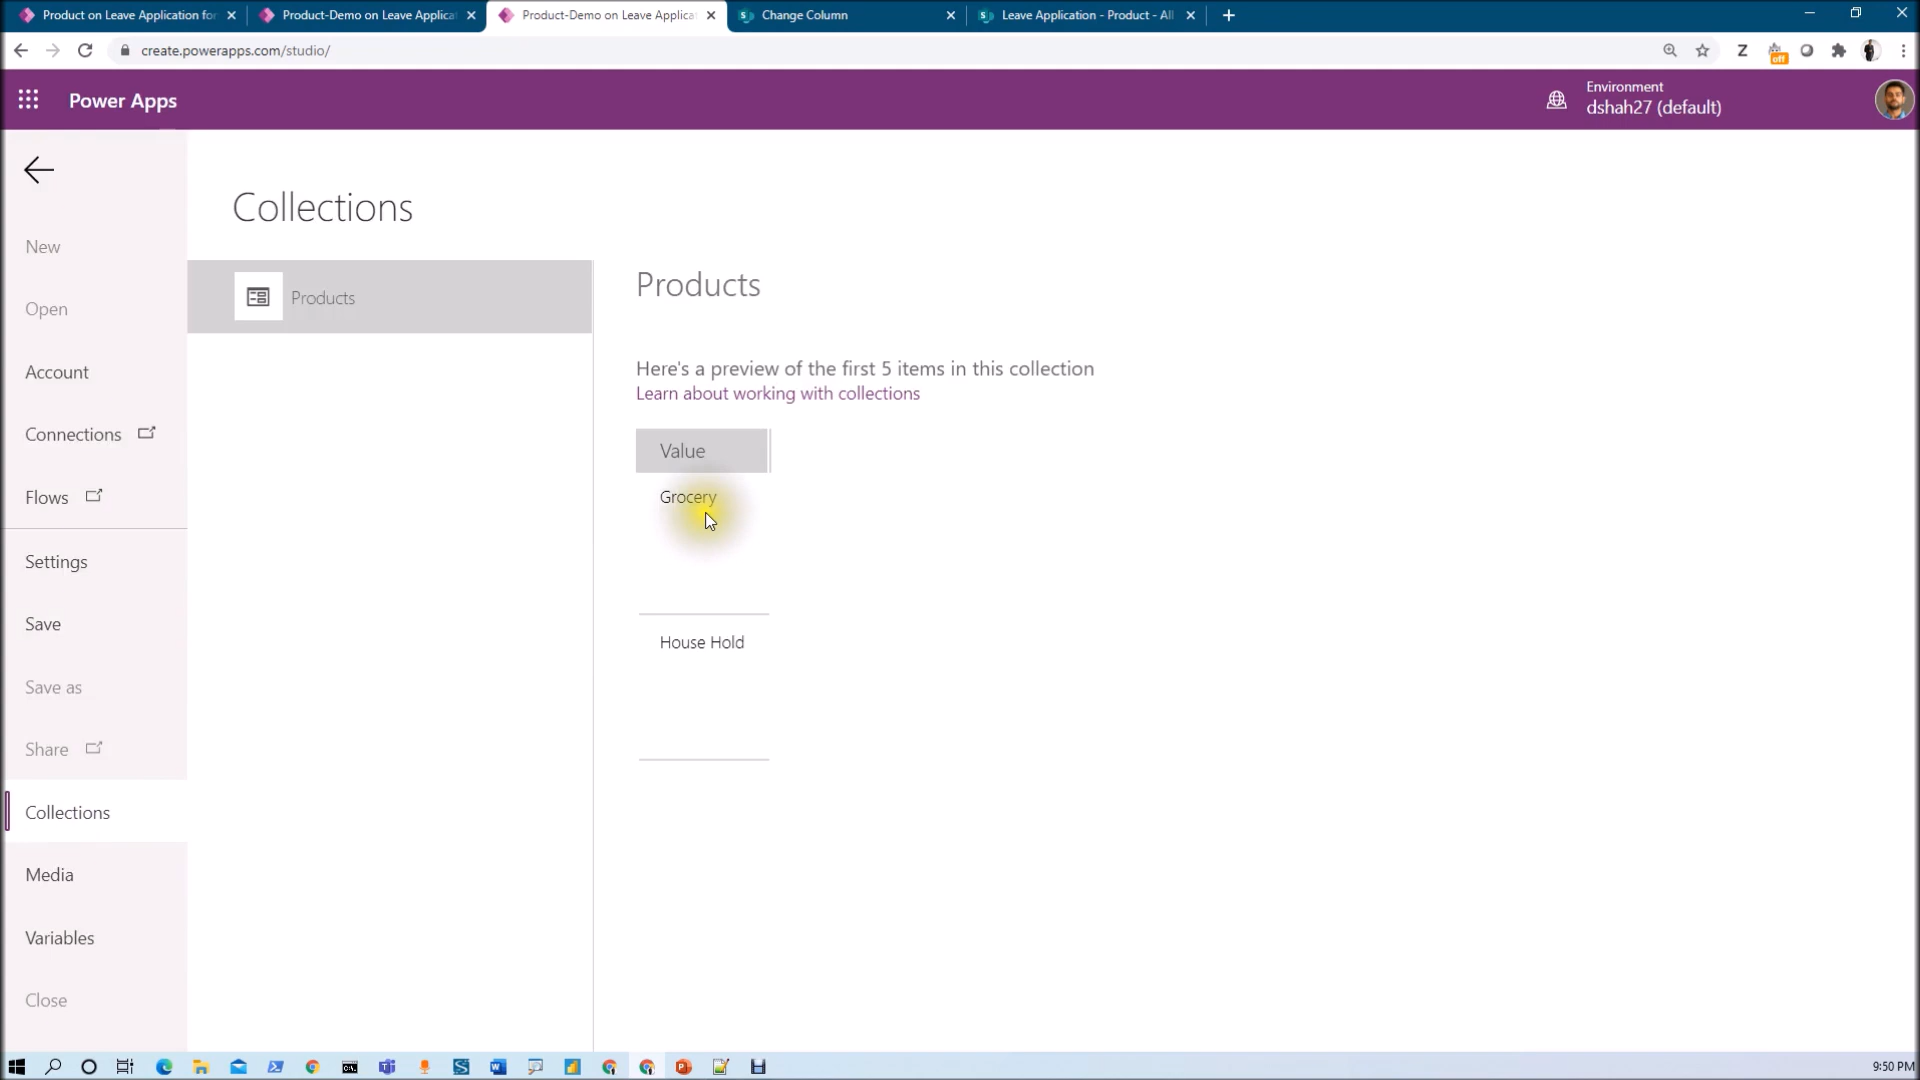 Product on Leave Application for
Product-Demo on Leave Applicat
Product-Demo on Leave Applicat
Change Column
Leave Application - Product - All
create.powerapps.com/studio/
Z
off
Power Apps
Environment
dshah27 (default)
Collections
New
Open
Account
Connections
Flows
Settings
Save
Save as
Share
Collections
Media
Variables
Close
Products
Products
Here's a preview of the first 5 items in this collection
Learn about working with collections
Value
Grocery
House Hold
9:50 PM